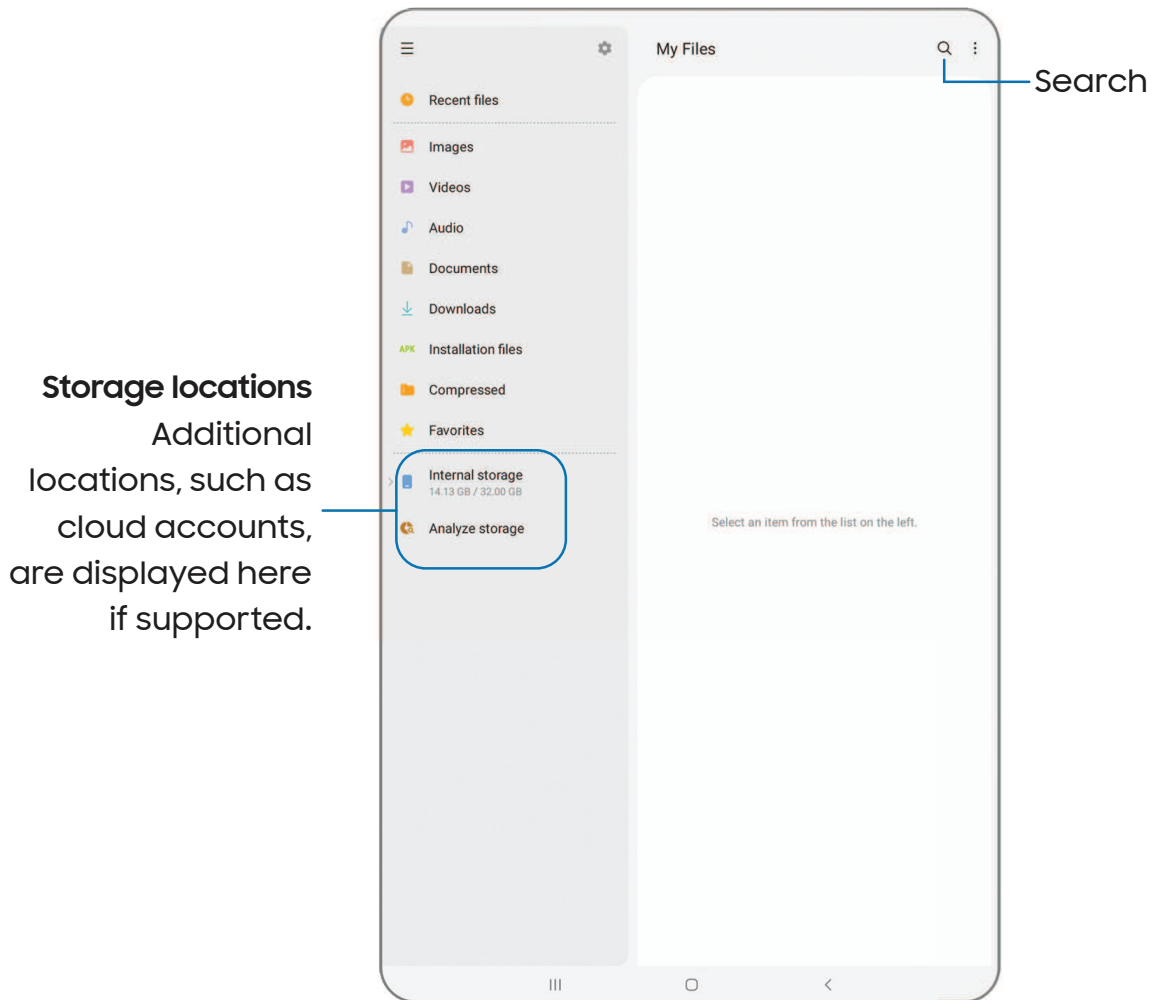 My Files
Search
Recent files
Images
Videos
Audio
Documents
Downloads
APK Installation files
Compressed
Favorites
Storage locations
Additional
locations, such as
cloud accounts,
are displayed here
if supported.
Internal storage
14.13 GB / 32.00 GB
Analyze storage
Select an item from the list on the left.